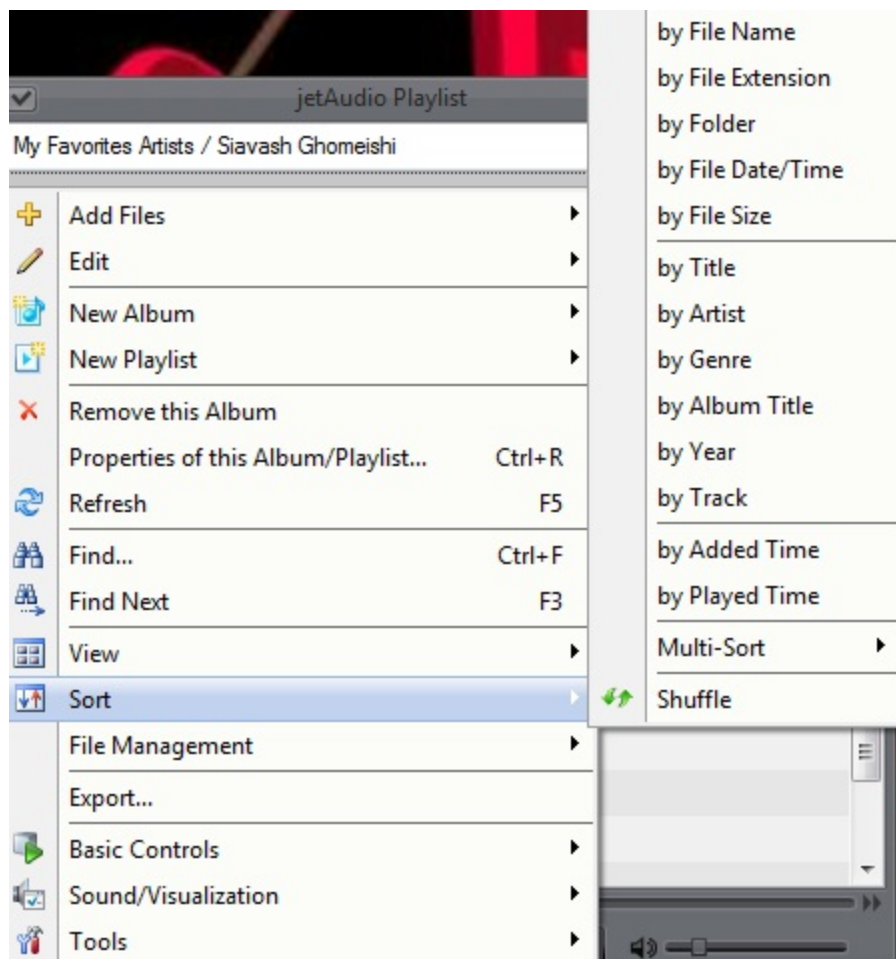 jetAudio Playlist
My Favorites Artists / Siavash Ghomeishi
Add Files
Edit
New Album
New Playlist
Remove this Album
Properties of this Album/Playlist... Ctrl+R
Refresh F5
Find... Ctrl+F
Find Next F3
View
Sort
File Management
Export...
Basic Controls
Sound/Visualization
Tools
by File Name
by File Extension
by Folder
by File Date/Time
by File Size
by Title
by Artist
by Genre
by Album Title
by Year
by Track
by Added Time
by Played Time
Multi-Sort
Shuffle